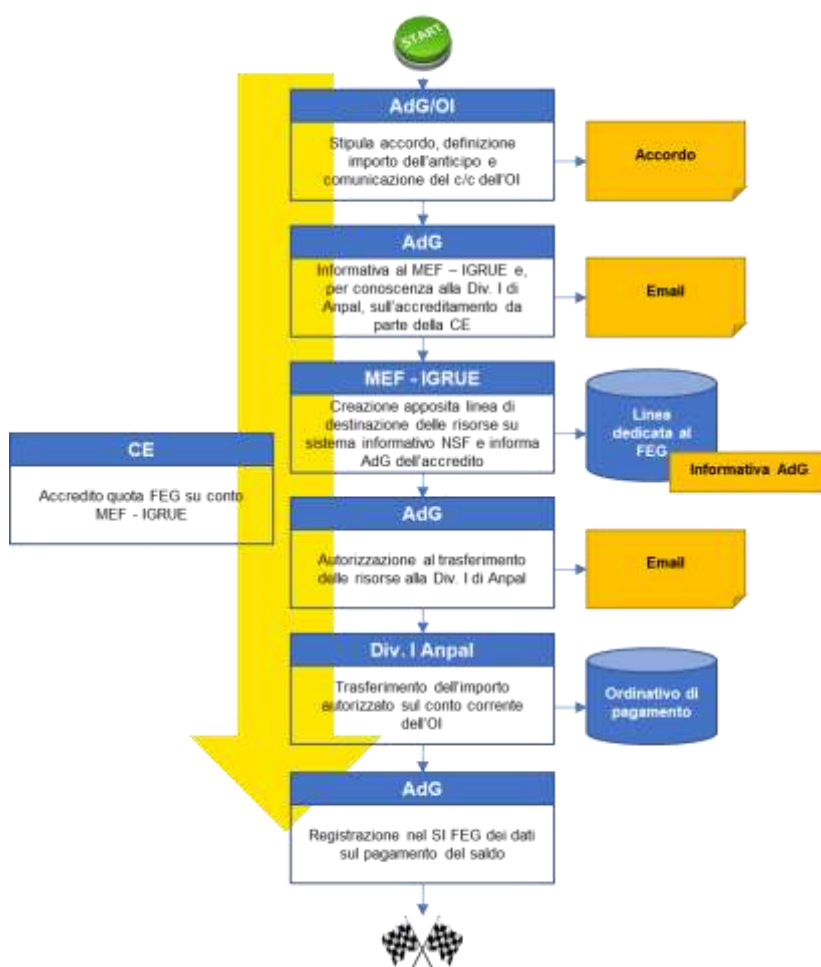 START
AdG/OI
Stipula accordo, definizione
importo dell'anticipo e
comunicazione del c/c dell'OI
Accordo
AdG
Informativa al MEF – IGRUE e,
per conoscenza alla Div. I di
Anpal, sull'accreditamento da
parte della CE
Email
MEF - IGRUE
Creazione apposita linea di
destinazione delle risorse su
sistema informativo NSF e informa
AdG dell'accredito
Linea
dedicata al
FEG
Informativa AdG
CE
Accredito quota FEG su conto
MEF - IGRUE
AdG
Autorizzazione al trasferimento
delle risorse alla Div. I di Anpal
Email
Div. I Anpal
Trasferimento dell'importo
autorizzato sul conto corrente
dell'OI
Ordinativo di
pagamento
AdG
Registrazione nel SI FEG dei dati
sul pagamento del saldo